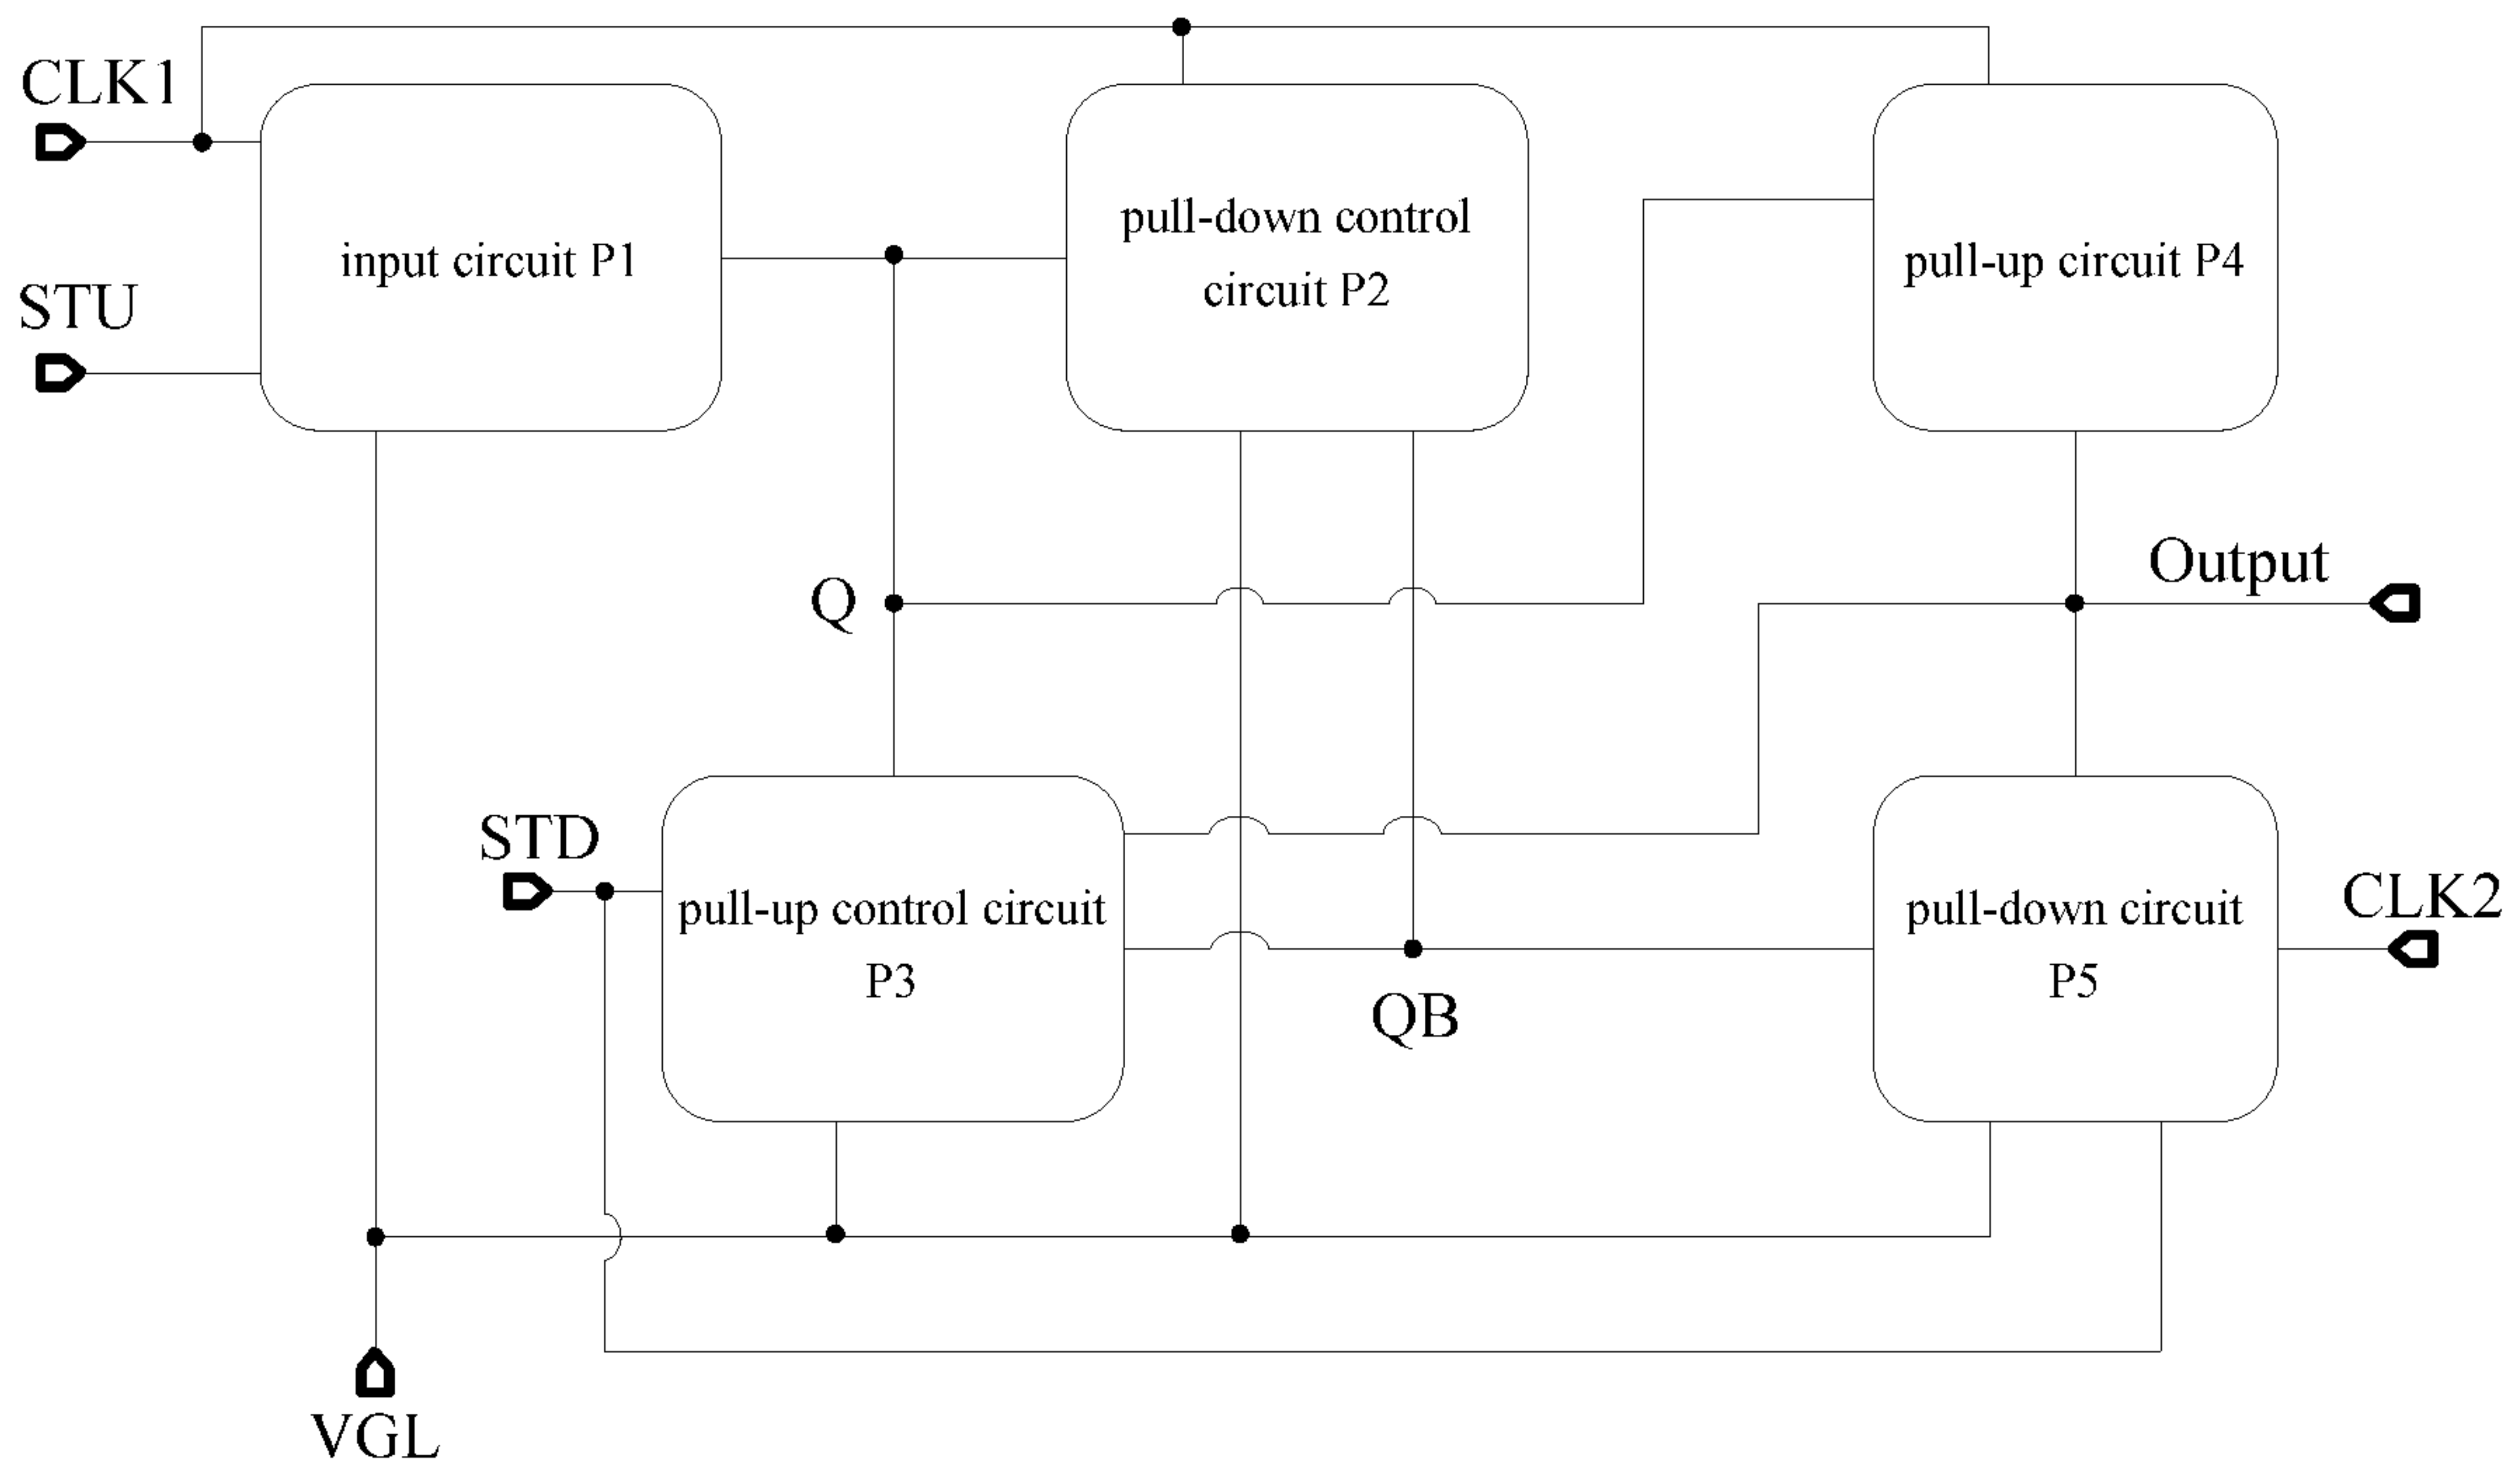 CLK1
STU
input circuit P1
pull-down control
circuit P2
pull-up circuit P4
Output
Q
STD
pull-up control circuit
P3
QB
pull-down circuit
P5
CLK2
VGL